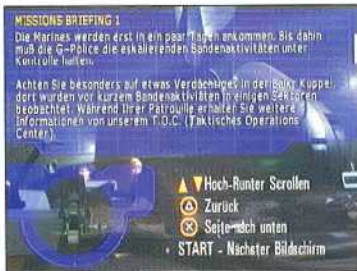 MISSIONS BRIEFING 1
Die Marines werden erst in ein paar Tagen ankommen. Bis dahin
muß die G-Police die eskalierenden Bandenaktivitäten unter
Kontrolle halten.
Achten Sie besonders auf etwas Verdächtiges in der Kuppel,
dort wurden vor kurzem Bandenaktivitäten in einigen Sektoren
beobachtet. Während Ihrer Patrouille erhalten Sie weitere
Informationen von unserem T.O.C. (Taktisches Operations
Center).
Hoch-Runter Scrollen
Zurück
Seite nach unten
START - Nächster Bildschirm